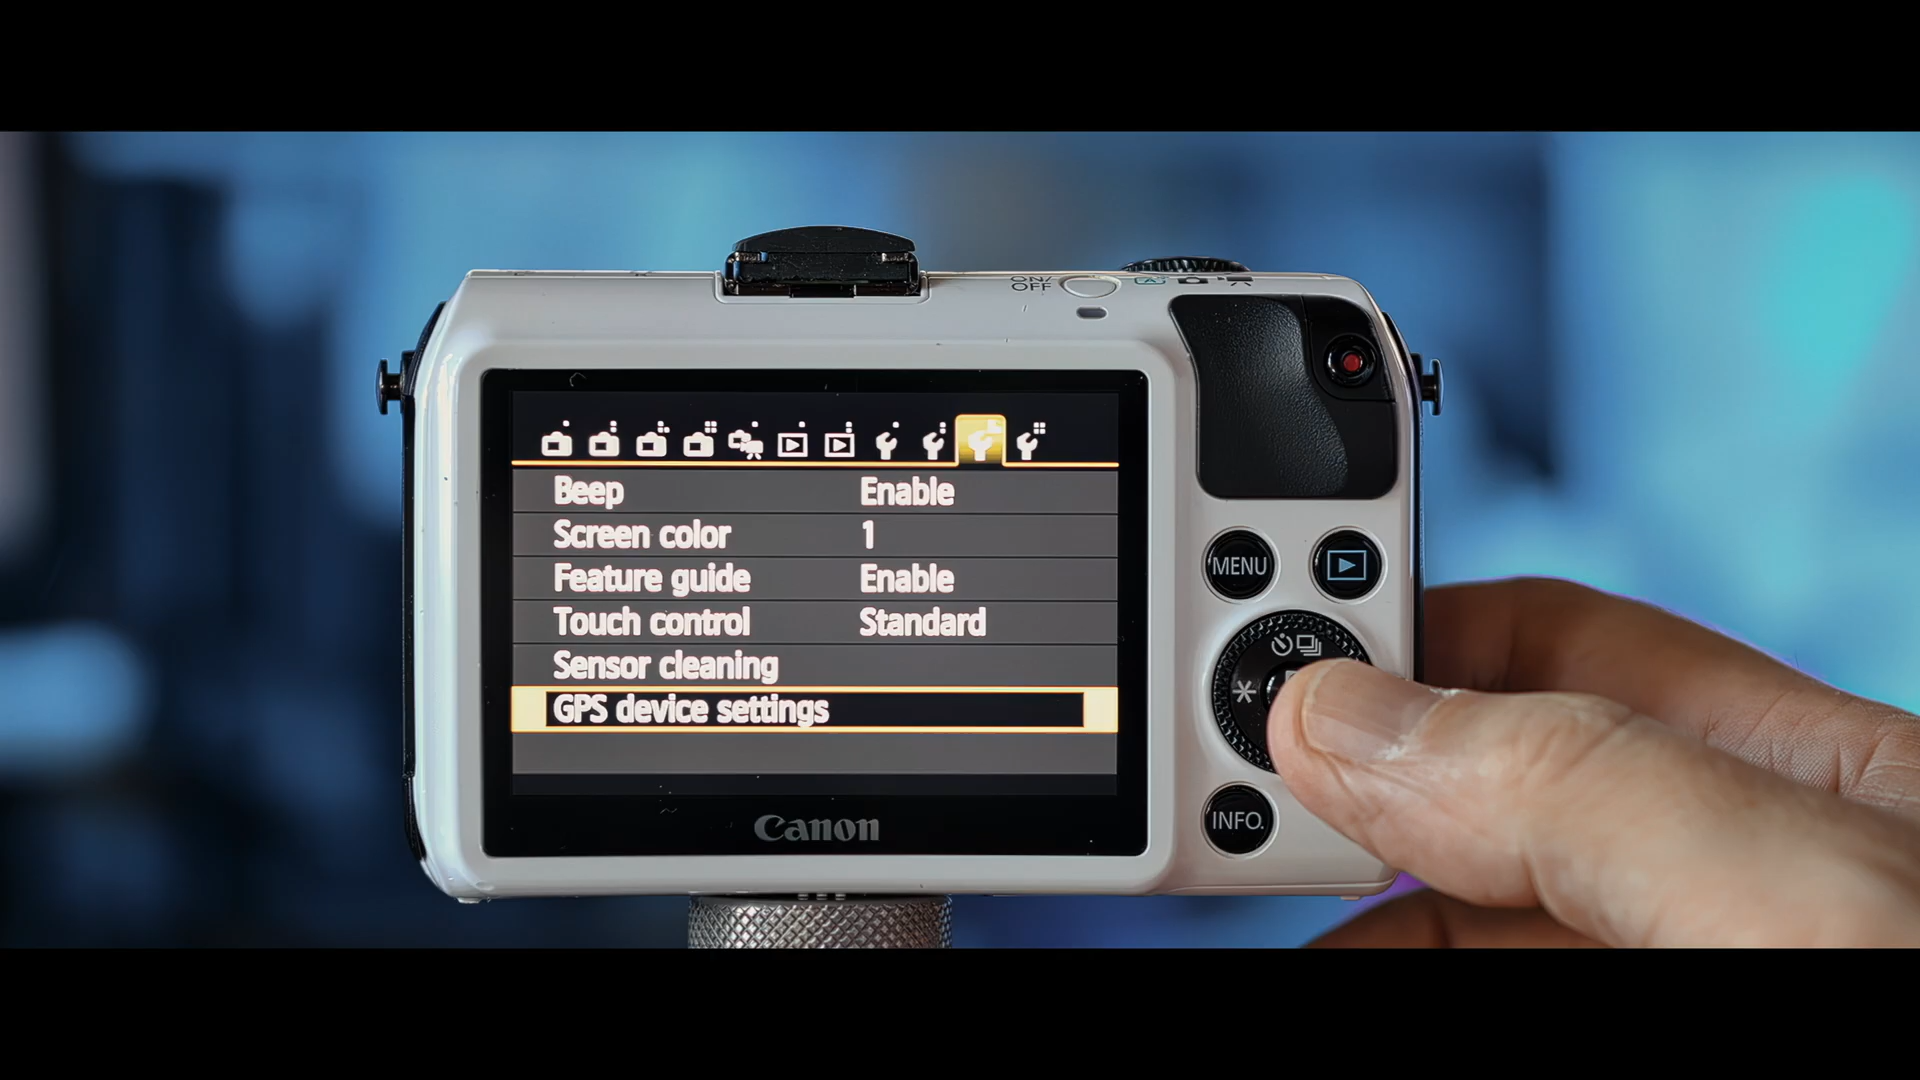 ON/
OFF
Beep Enable
Screen color 1
Feature guide Enable
Touch control Standard
Sensor cleaning
GPS device settings
Canon
MENU
INFO.